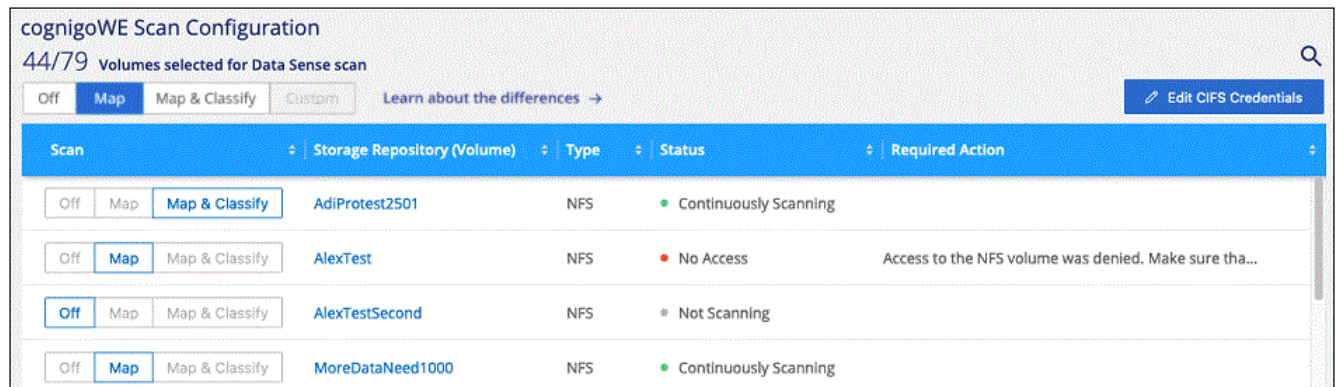 cognigoWE Scan Configuration
44/79 Volumes selected for Data Sense scan
Off Map Map & Classify Custom Learn about the differences → Edit CIFS Credentials
Scan Storage Repository (Volume) Type Status Required Action
Off Map Map & Classify AdiProtest2501 NFS Continuously Scanning
Off Map Map & Classify AlexTest NFS No Access Access to the NFS volume was denied. Make sure tha...
Off Map Map & Classify AlexTestSecond NFS Not Scanning
Off Map Map & Classify MoreDataNeed1000 NFS Continuously Scanning